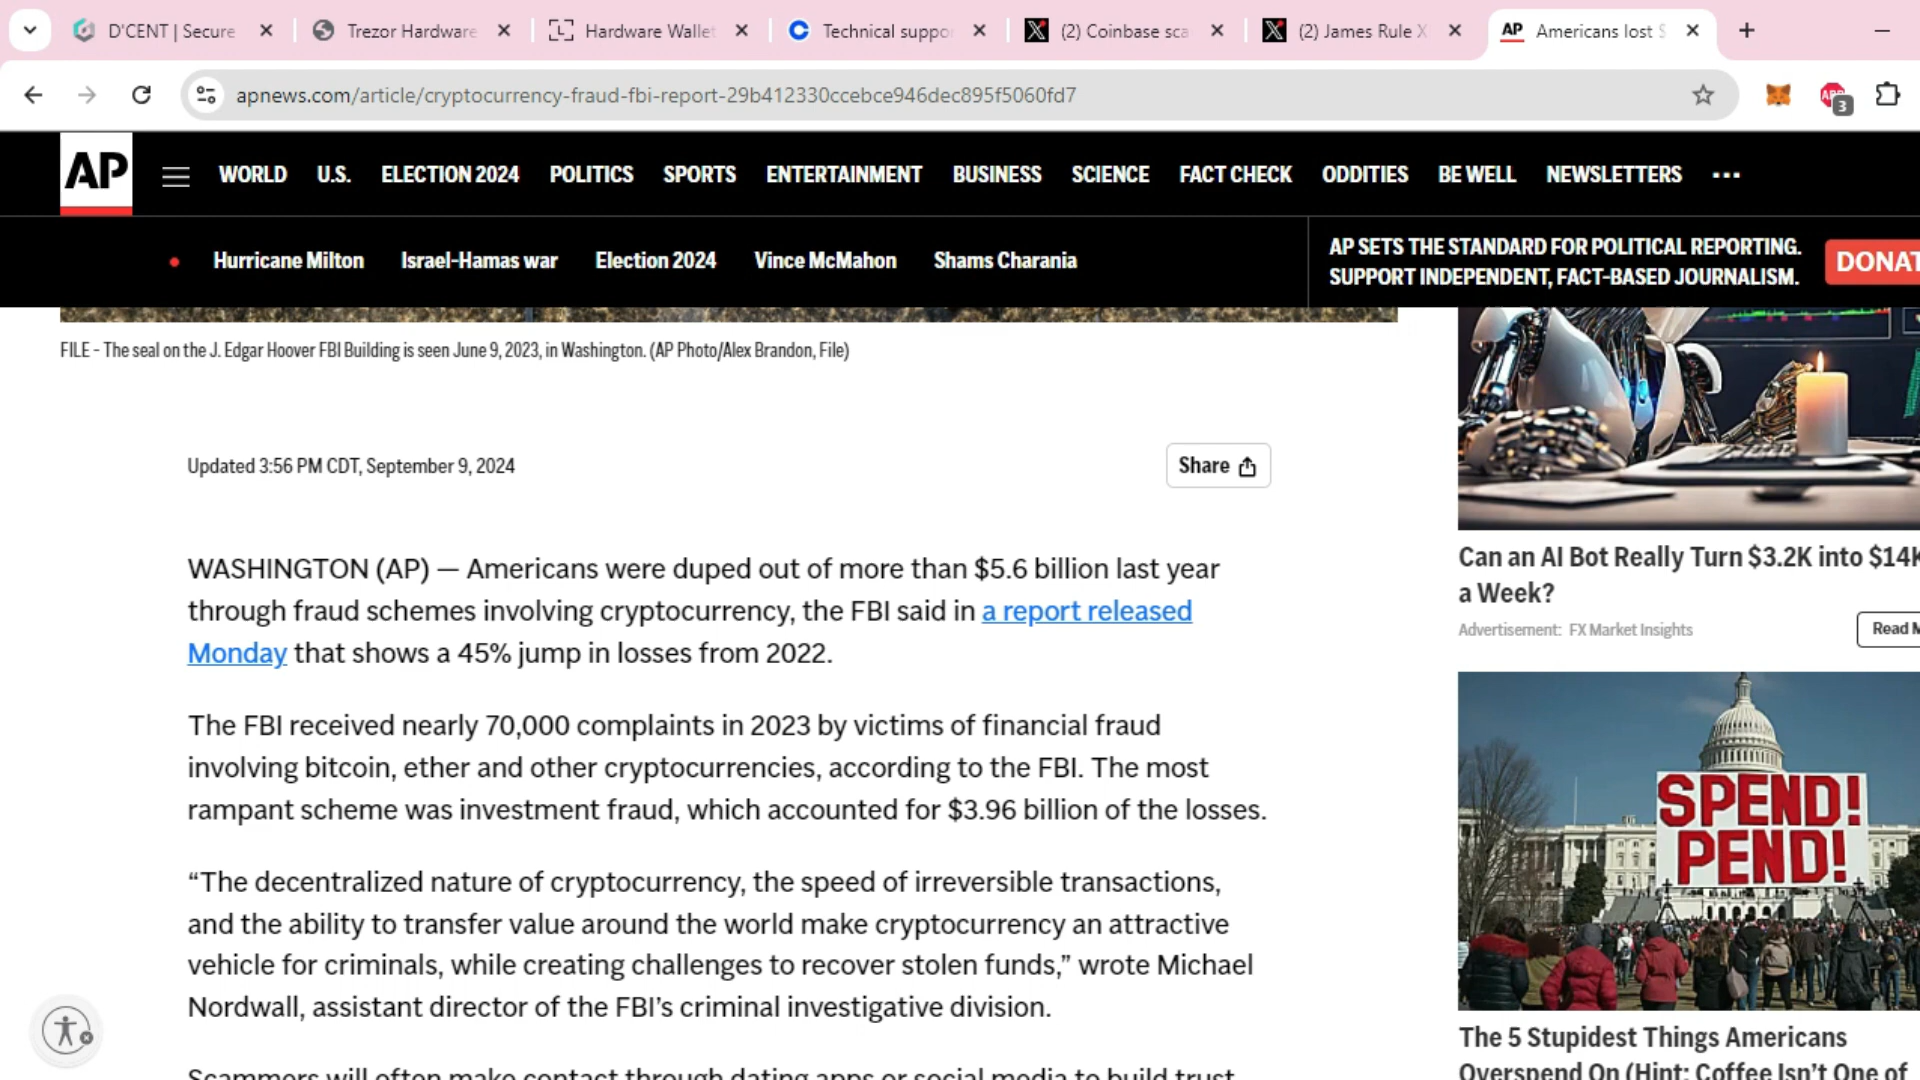 D'CENT | Secure
Trezor Hardware
Hardware Wallet
Technical suppo
(2) Coinbase sca
(2) James Rule X
AP Americans lost $
apnews.com/article/cryptocurrency-fraud-fbi-report-29b412330ccebce946dec895f5060fd7
ABP
3
AP
WORLD U.S. ELECTION 2024 POLITICS SPORTS ENTERTAINMENT BUSINESS SCIENCE FACT CHECK ODDITIES BE WELL NEWSLETTERS
Hurricane Milton Israel-Hamas war Election 2024 Vince McMahon Shams Charania
AP SETS THE STANDARD FOR POLITICAL REPORTING.
SUPPORT INDEPENDENT, FACT-BASED JOURNALISM.
DONAT
FILE - The seal on the J. Edgar Hoover FBI Building is seen June 9, 2023, in Washington. (AP Photo/Alex Brandon, File)
Updated 3:56 PM CDT, September 9, 2024
Share
WASHINGTON (AP) — Americans were duped out of more than $5.6 billion last year
through fraud schemes involving cryptocurrency, the FBI said in a report released
Monday that shows a 45% jump in losses from 2022.
The FBI received nearly 70,000 complaints in 2023 by victims of financial fraud
involving bitcoin, ether and other cryptocurrencies, according to the FBI. The most
rampant scheme was investment fraud, which accounted for $3.96 billion of the losses.
“The decentralized nature of cryptocurrency, the speed of irreversible transactions,
and the ability to transfer value around the world make cryptocurrency an attractive
vehicle for criminals, while creating challenges to recover stolen funds,” wrote Michael
Nordwall, assistant director of the FBI’s criminal investigative division.
Scammers will often make contact through dating apps or social media to build trust
Can an AI Bot Really Turn $3.2K into $14K
a Week?
Advertisement: FX Market Insights
Read M
SPEND!
PEND!
The 5 Stupidest Things Americans
Overspend On (Hint: Coffee Isn’t One of